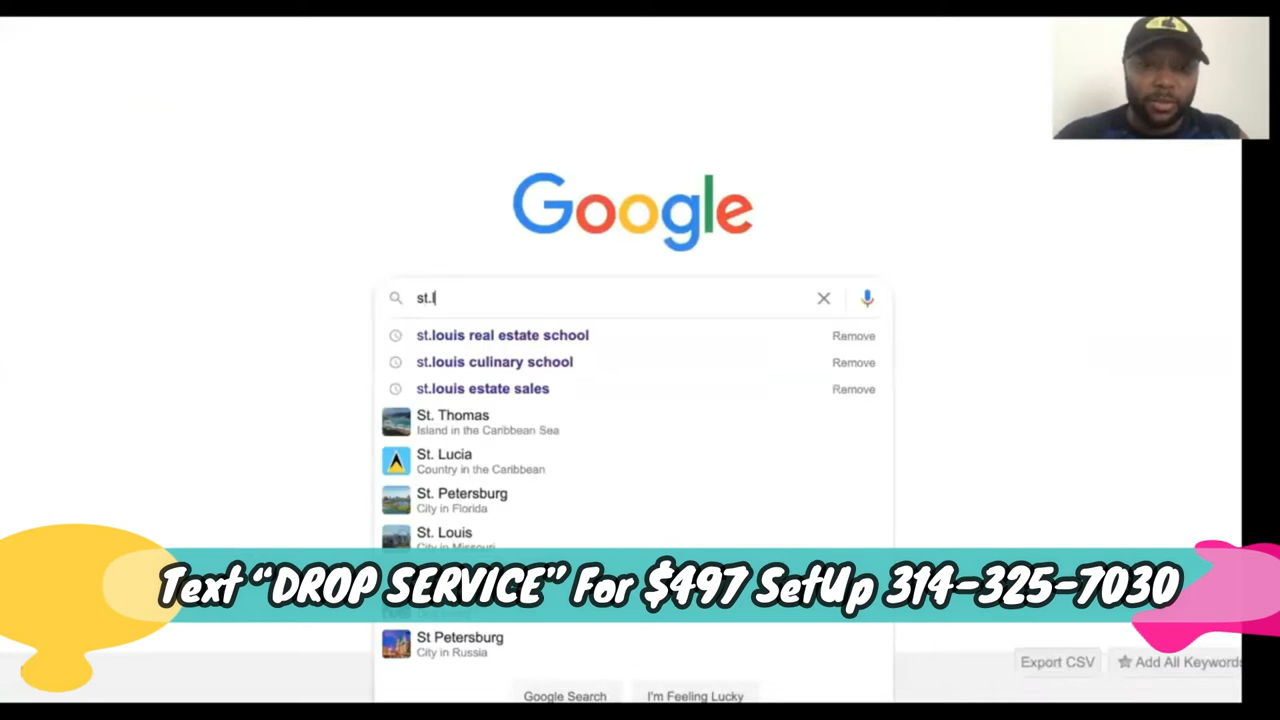 Google
st.l
st.louis real estate school Remove
st.louis culinary school Remove
st.louis estate sales Remove
St. Thomas
Island in the Caribbean Sea
St. Lucia
Country in the Caribbean
St. Petersburg
City in Florida
St. Louis
City in Missouri
Text “DROP SERVICE” For $497 SetUp 314-325-7030
St Petersburg
City in Russia
Export CSV Add All Keywords
Google Search I'm Feeling Lucky